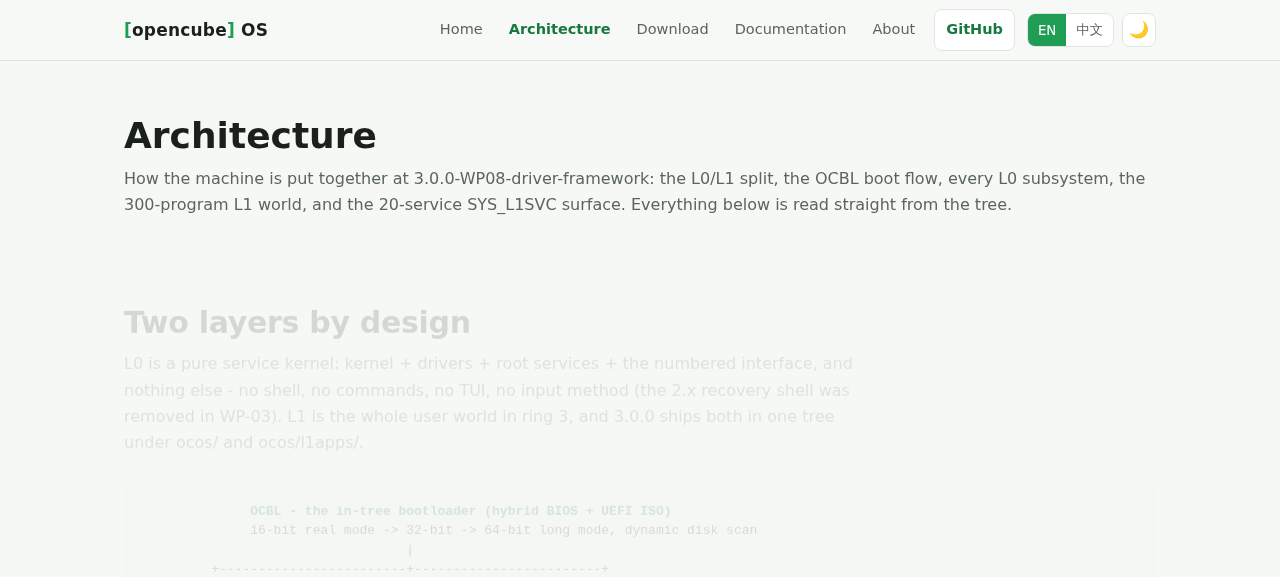 [opencube] OS
Home Architecture Download Documentation About GitHub EN 中文
Architecture
How the machine is put together at 3.0.0-WP08-driver-framework: the L0/L1 split, the OCBL boot flow, every L0 subsystem, the
300-program L1 world, and the 20-service SYS_L1SVC surface. Everything below is read straight from the tree.
Two layers by design
L0 is a pure service kernel: kernel + drivers + root services + the numbered interface, and
nothing else - no shell, no commands, no TUI, no input method (the 2.x recovery shell was
removed in WP-03). L1 is the whole user world in ring 3, and 3.0.0 ships both in one tree
under ocos/ and ocos/l1apps/.
OCBL - the in-tree bootloader (hybrid BIOS + UEFI ISO)
16-bit real mode -> 32-bit -> 64-bit long mode, dynamic disk scan
|
+------------------------+------------------------+